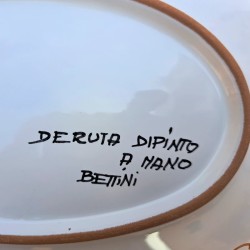 DERUTA DIPINTO
A MANO
BETTINI